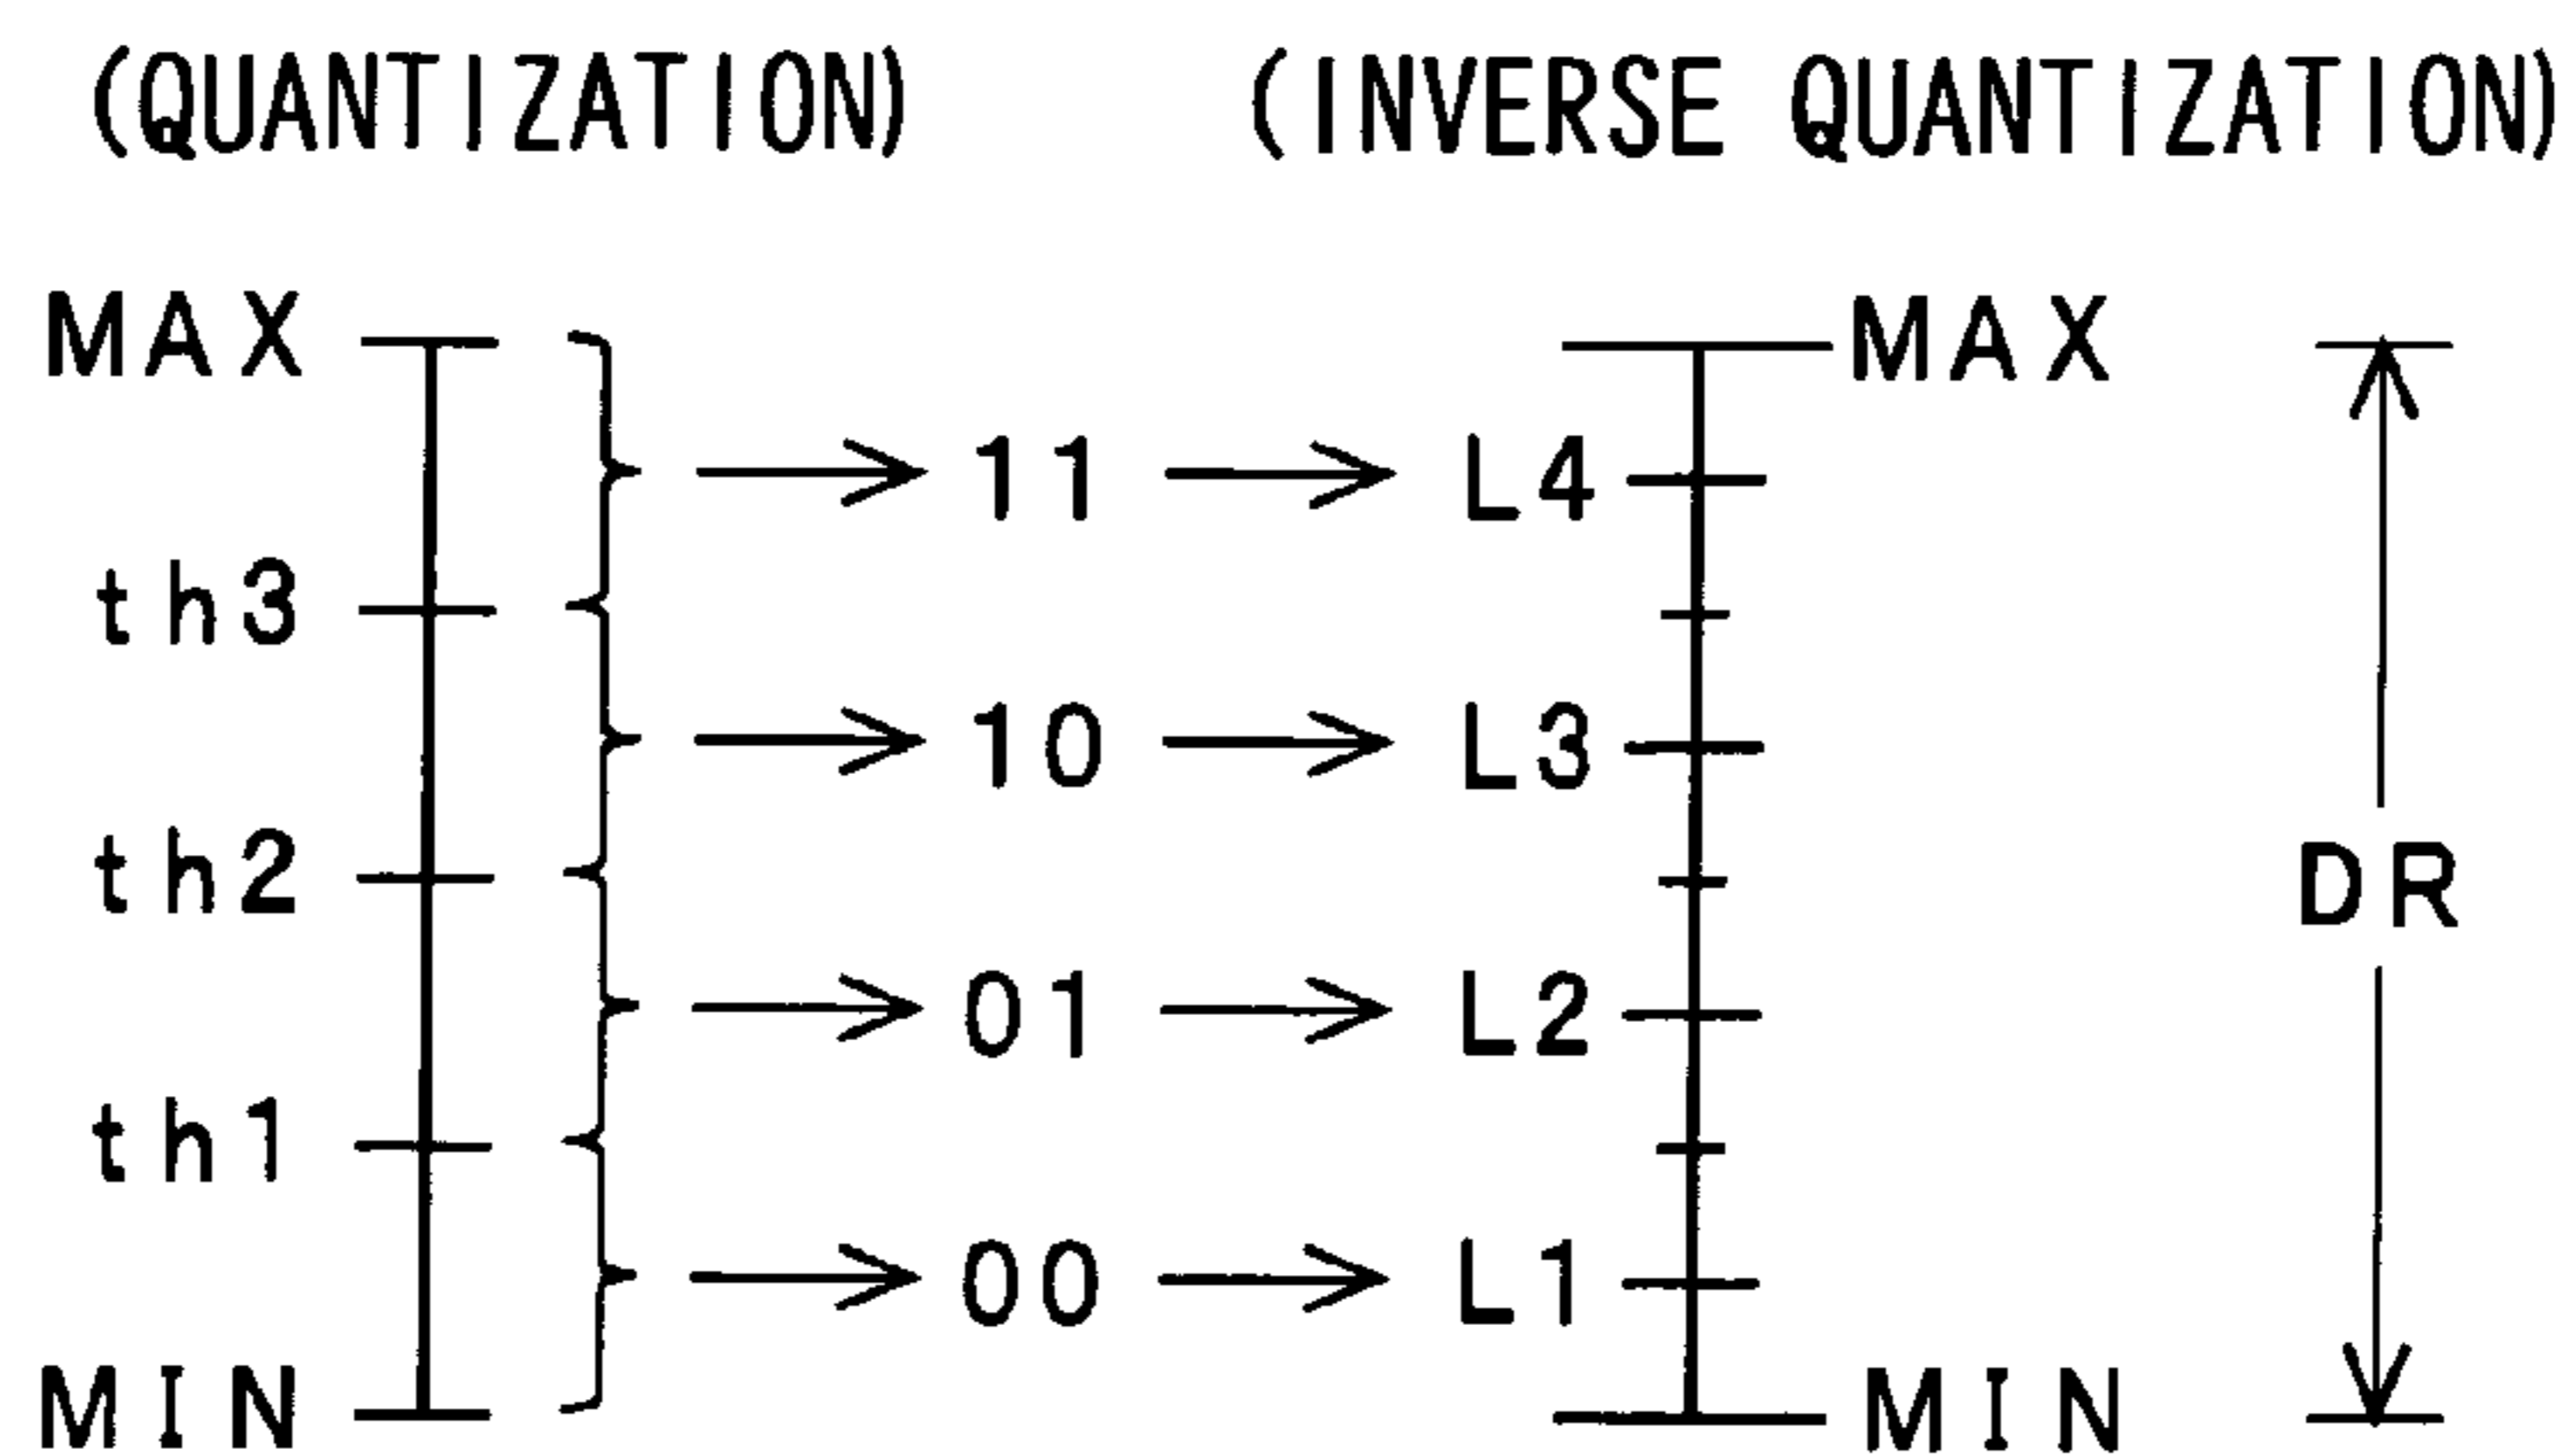 (QUANTIZATION) (INVERSE QUANTIZATION)
MAX MAX
11 L4
th3
10 L3
th2 DR
01 L2
th1
00 L1
MIN MIN